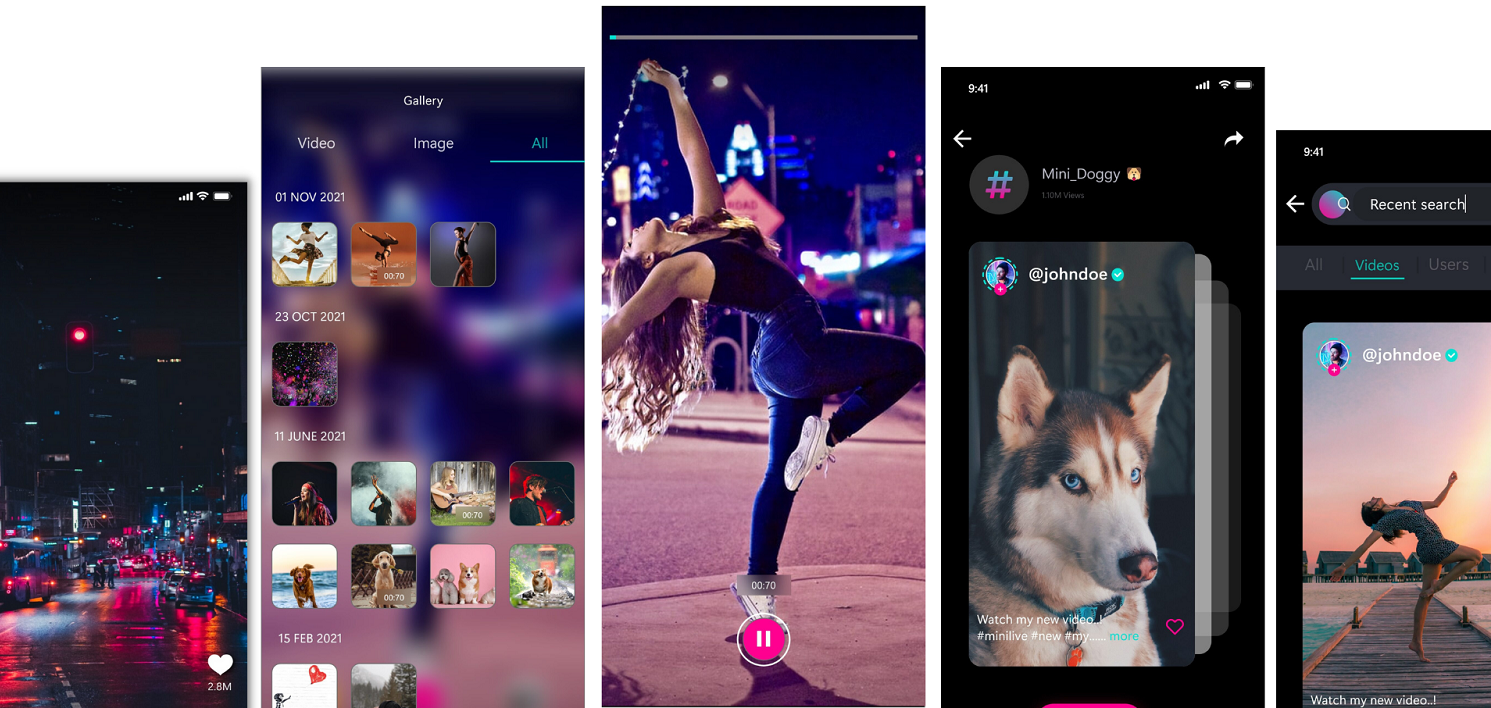 2.8M
Gallery
Video Image All
01 NOV 2021
00:70
23 OCT 2021
11 JUNE 2021
00:70
00:70
15 FEB 2021
ROAD
00:70
9:41
#
Mini_Doggy
1.10M Views
@johndoe
Watch my new video..!
#minilive #new #my...... more
9:41
Recent search
All Videos Users
@johndoe
Watch my new video..!